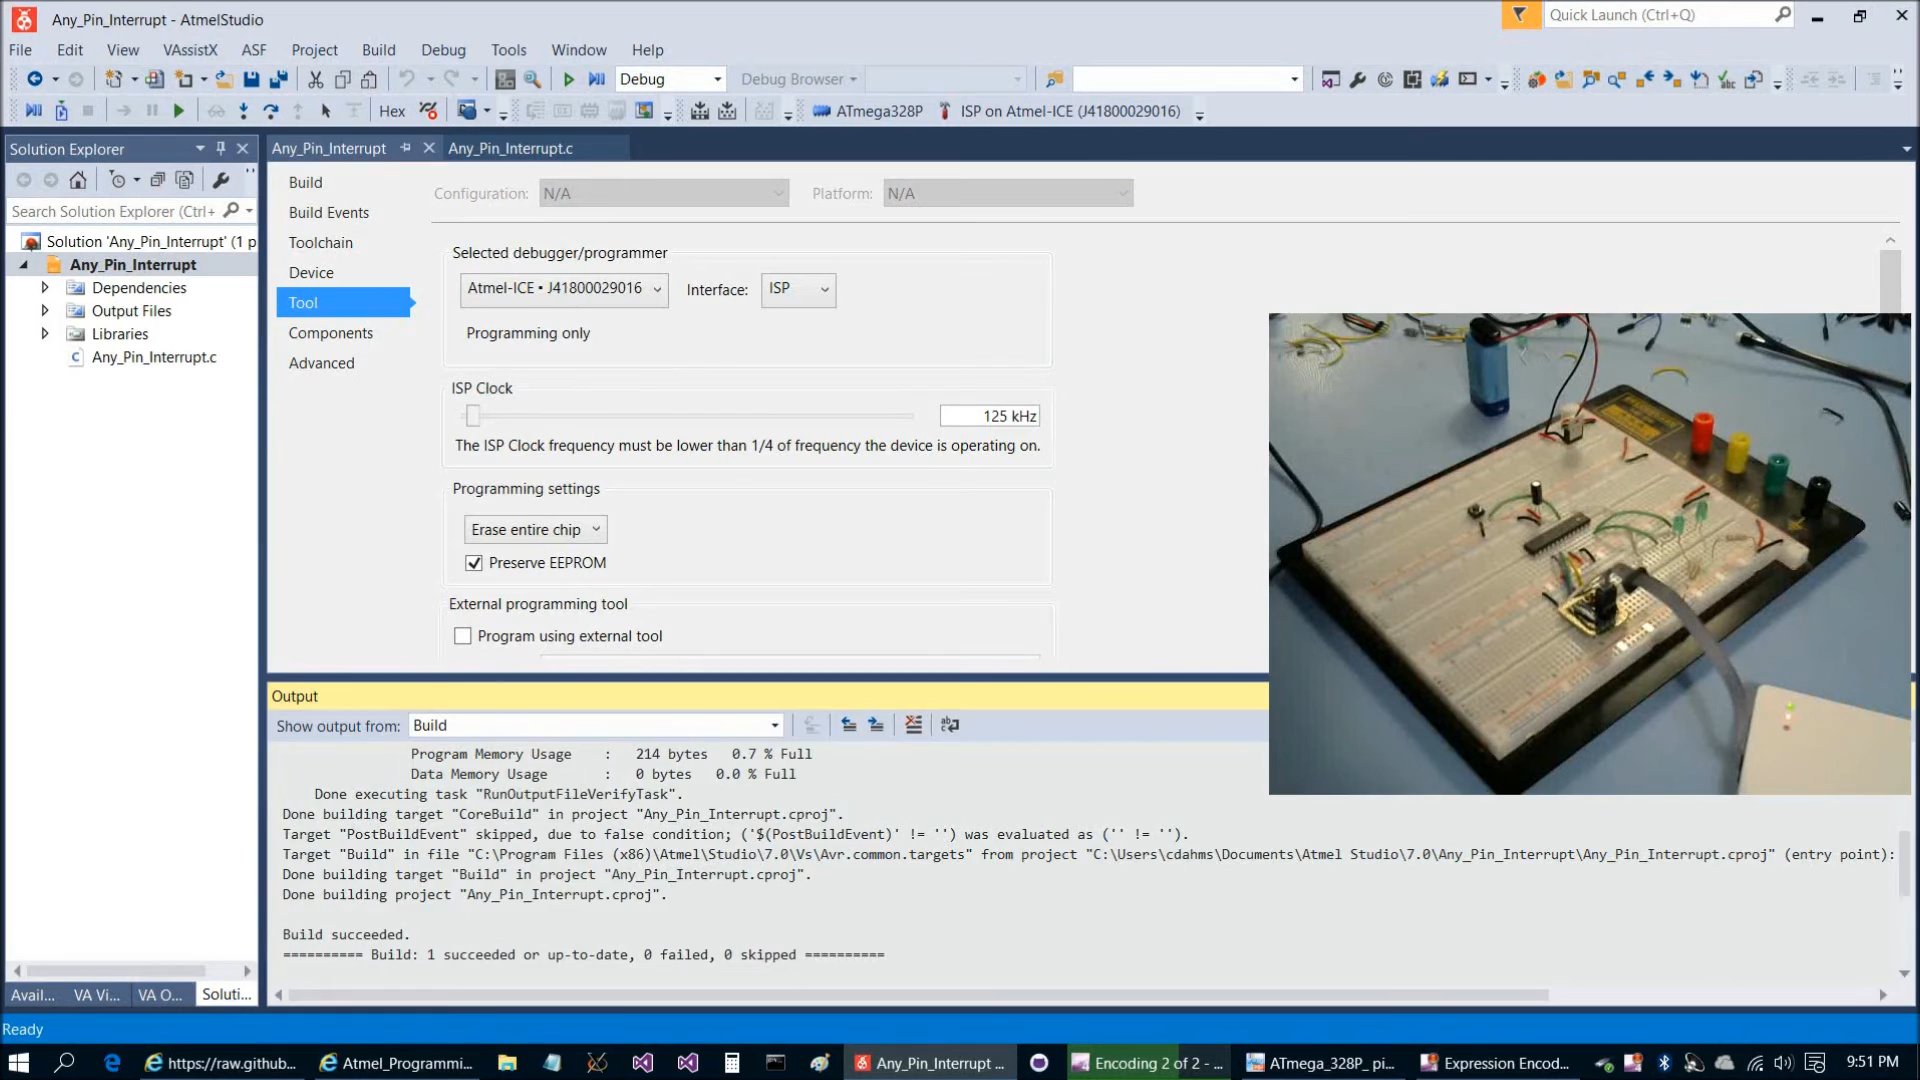 Any_Pin_Interrupt - AtmelStudio
Quick Launch (Ctrl+Q)
File Edit View VAssistX ASF Project Build Debug Tools Window Help
Debug Debug Browser
Hex ATmega328P ISP on Atmel-ICE (J41800029016)
Solution Explorer
Any_Pin_Interrupt Any_Pin_Interrupt.c
Search Solution Explorer (Ctrl+
Solution 'Any_Pin_Interrupt' (1 p
Any_Pin_Interrupt
Dependencies
Output Files
Libraries
Any_Pin_Interrupt.c
Build
Build Events
Toolchain
Device
Tool
Components
Advanced
Configuration: N/A Platform: N/A
Selected debugger/programmer
Atmel-ICE • J41800029016 Interface: ISP
Programming only
ISP Clock
125 kHz
The ISP Clock frequency must be lower than 1/4 of frequency the device is operating on.
Programming settings
Erase entire chip
Preserve EEPROM
External programming tool
Program using external tool
Output
Show output from: Build
Program Memory Usage : 214 bytes 0.7 % Full
Data Memory Usage : 0 bytes 0.0 % Full
Done executing task "RunOutputFileVerifyTask".
Done building target "CoreBuild" in project "Any_Pin_Interrupt.cproj".
Target "PostBuildEvent" skipped, due to false condition; ('$(PostBuildEvent)' != '') was evaluated as ('' != '').
Target "Build" in file "C:\Program Files (x86)\Atmel\Studio\7.0\Vs\Avr.common.targets" from project "C:\Users\cdahms\Documents\Atmel Studio\7.0\Any_Pin_Interrupt\Any_Pin_Interrupt.cproj" (entry point):
Done building target "Build" in project "Any_Pin_Interrupt.cproj".
Done building project "Any_Pin_Interrupt.cproj".
Build succeeded.
========== Build: 1 succeeded or up-to-date, 0 failed, 0 skipped ==========
Avail... VA Vi... VA O... Soluti...
Ready
https://raw.github... Atmel_Programmi... Any_Pin_Interrupt ... Encoding 2 of 2 - ... ATmega_328P_ pi... Expression Encod... 9:51 PM